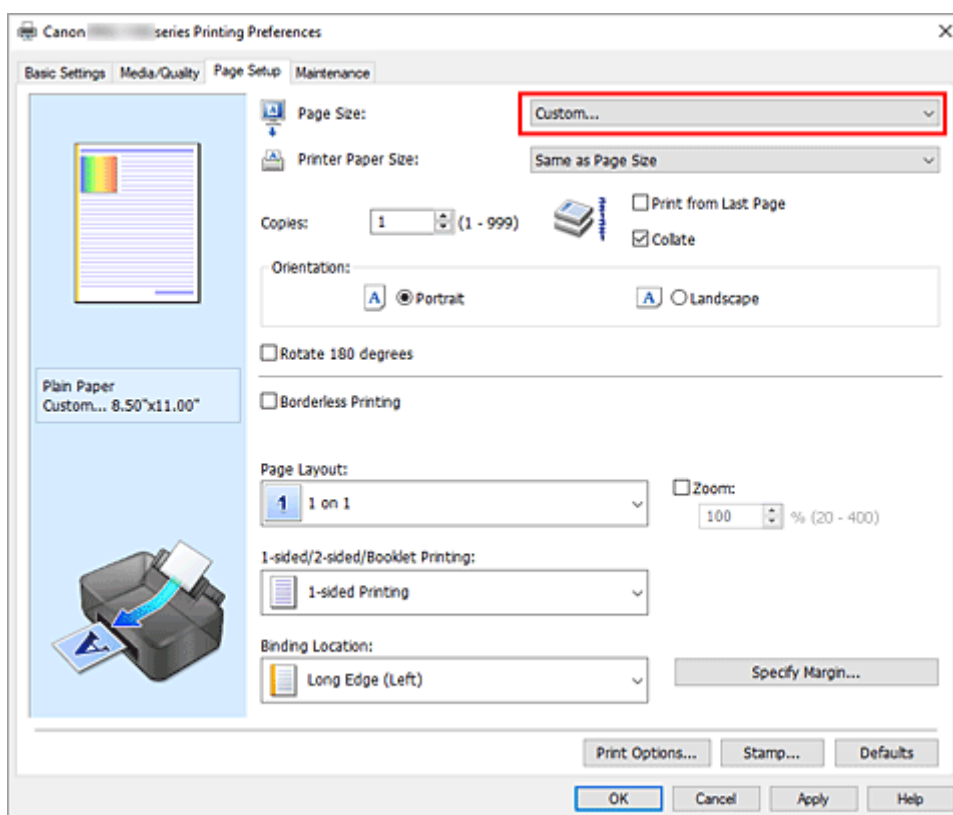 Canon series Printing Preferences
Basic Settings Media/Quality Page Setup Maintenance
Page Size: Custom...
Printer Paper Size: Same as Page Size
Copies: 1 (1 - 999)
Print from Last Page
Collate
Orientation:
A Portrait A Landscape
Rotate 180 degrees
Plain Paper
Custom... 8.50"x11.00"
Borderless Printing
Page Layout:
1 1 on 1
Zoom:
100 % (20 - 400)
1-sided/2-sided/Booklet Printing:
1-sided Printing
A
Binding Location:
Long Edge (Left)
Specify Margin...
Print Options... Stamp... Defaults
OK Cancel Apply Help